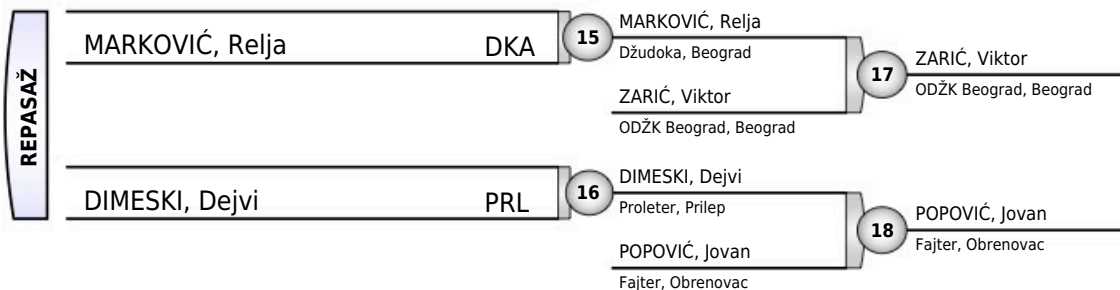 REPASAŽ
MARKOVIĆ, Relja DKA
15
MARKOVIĆ, Relja
Džudoka, Beograd
ZARIĆ, Viktor
ODŽK Beograd, Beograd
17
ZARIĆ, Viktor
ODŽK Beograd, Beograd
DIMESKI, Dejvi PRL
16
DIMESKI, Dejvi
Proleter, Prilep
POPOVIĆ, Jovan
Fajter, Obrenovac
18
POPOVIĆ, Jovan
Fajter, Obrenovac